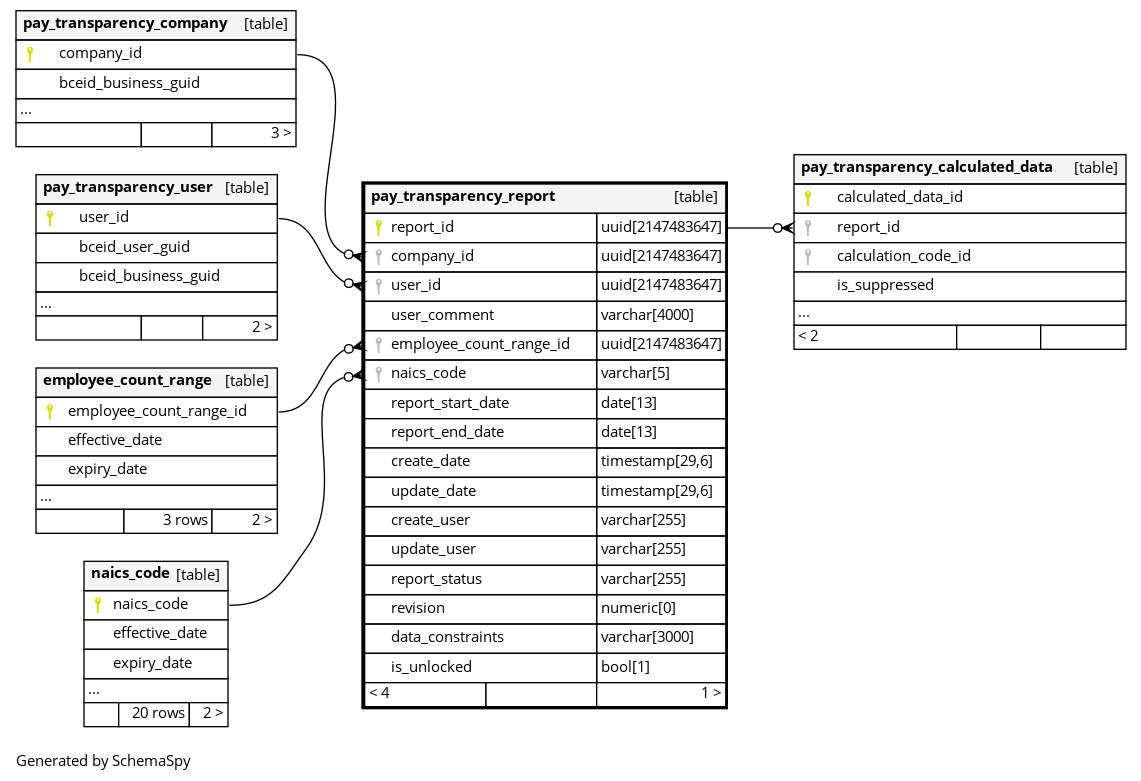 pay_transparency_company [table]
company_id
bceid_business_guid
...
3 >
pay_transparency_user [table]
user_id
bceid_user_guid
bceid_business_guid
...
2 >
employee_count_range [table]
employee_count_range_id
effective_date
expiry_date
...
3 rows 2 >
naics_code [table]
naics_code
effective_date
expiry_date
...
20 rows 2 >
pay_transparency_report [table]
report_id uuid[2147483647]
company_id uuid[2147483647]
user_id uuid[2147483647]
user_comment varchar[4000]
employee_count_range_id uuid[2147483647]
naics_code varchar[5]
report_start_date date[13]
report_end_date date[13]
create_date timestamp[29,6]
update_date timestamp[29,6]
create_user varchar[255]
update_user varchar[255]
report_status varchar[255]
revision numeric[0]
data_constraints varchar[3000]
is_unlocked bool[1]
< 4 1 >
pay_transparency_calculated_data [table]
calculated_data_id
report_id
calculation_code_id
is_suppressed
...
< 2
Generated by SchemaSpy